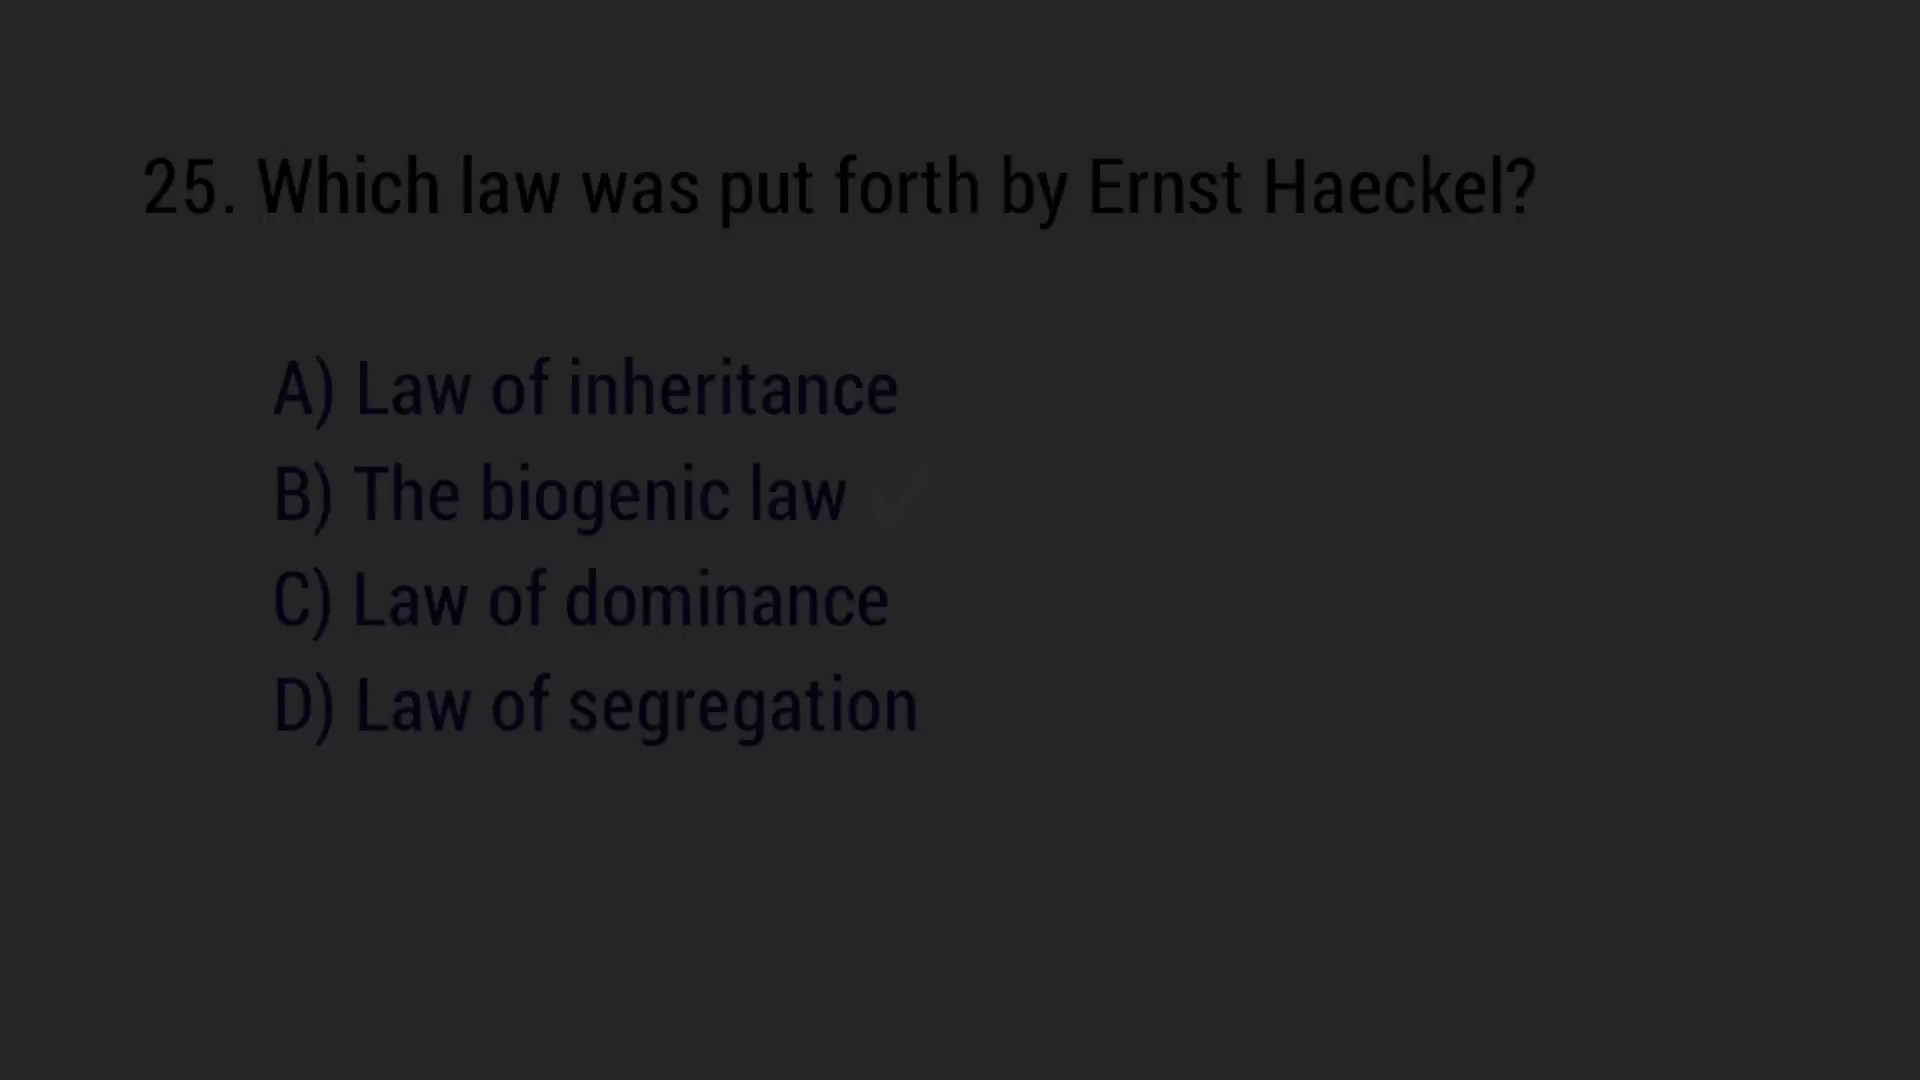 25. Which law was put forth by Ernst Haeckel?
A) Law of inheritance
B) The biogenic law ✓
C) Law of dominance
D) Law of segregation